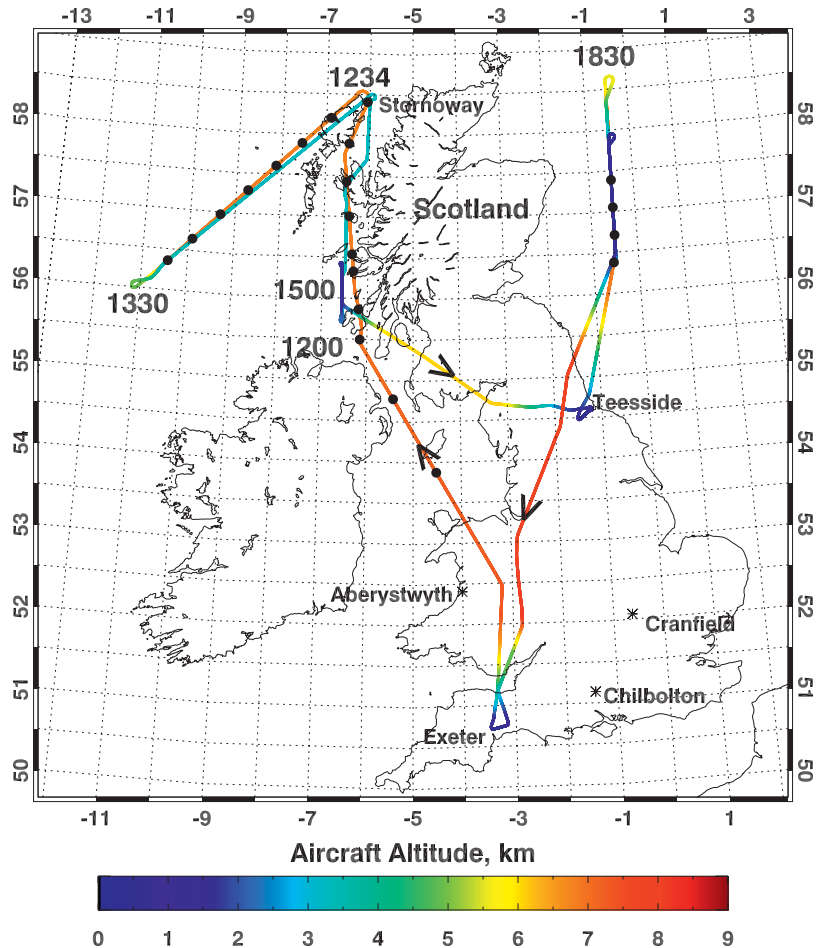 -13 -11 -9 -7 -5 -3 -1 1 3
1830
1234
Stornoway
58 58
57 57
Scotland
56 56
1330
1500
1200
55 55
Teesside
54 54
53 53
Aberystwyth
52 52
Cranfield
51 51
Chilbolton
Exeter
50 50
-11 -9 -7 -5 -3 -1 1
Aircraft Altitude, km
0 1 2 3 4 5 6 7 8 9